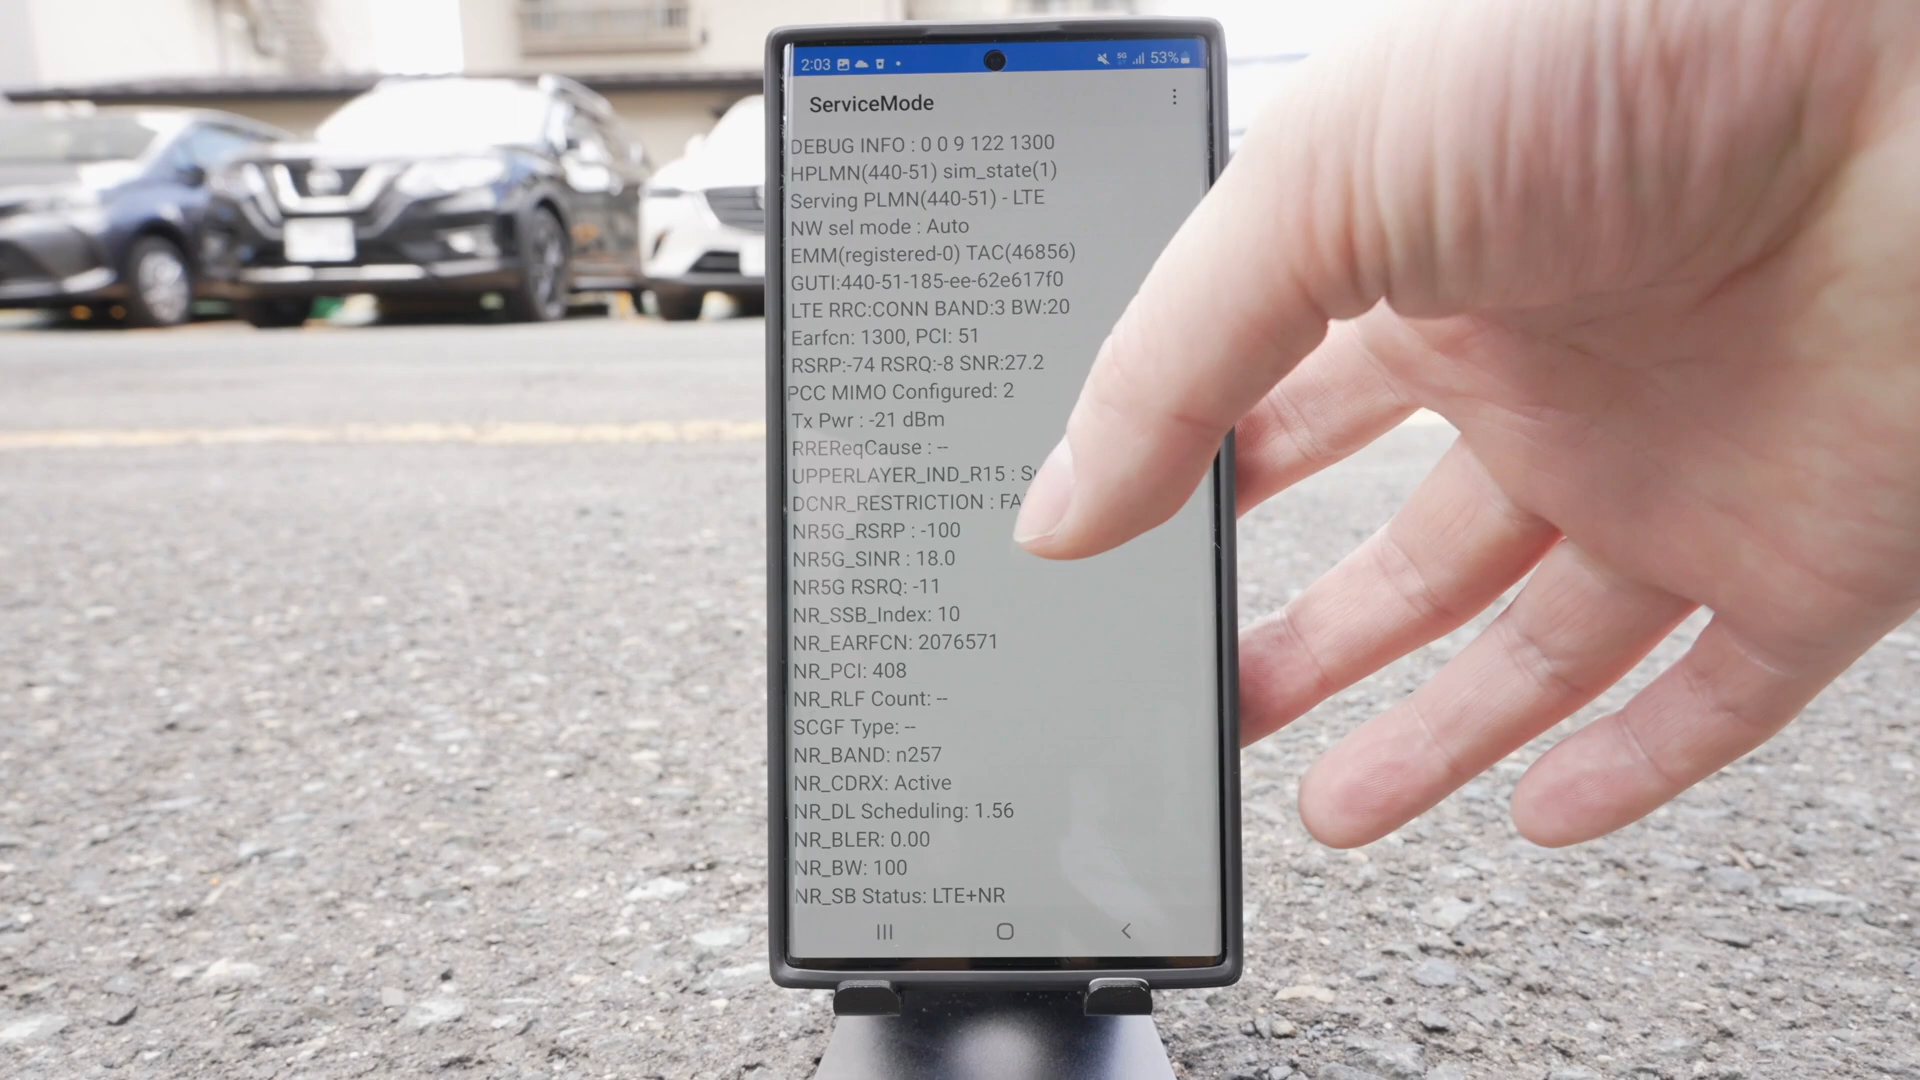 2:03
5G
53%
ServiceMode
DEBUG INFO : 0 0 9 122 1300
HPLMN(440-51) sim_state(1)
Serving PLMN(440-51) - LTE
NW sel mode : Auto
EMM(registered-0) TAC(46856)
GUTI:440-51-185-ee-62e617f0
LTE RRC:CONN BAND:3 BW:20
Earfcn: 1300, PCI: 51
RSRP:-74 RSRQ:-8 SNR:27.2
PCC MIMO Configured: 2
Tx Pwr : -21 dBm
RREReqCause : --
UPPERLAYER_IND_R15 :
DCNR_RESTRICTION :
NR5G_RSRP : -100
NR5G_SINR : 18.0
NR5G RSRQ: -11
NR_SSB_Index: 10
NR_EARFCN: 2076571
NR_PCI: 408
NR_RLF Count: --
SCGF Type: --
NR_BAND: n257
NR_CDRX: Active
NR_DL Scheduling: 1.56
NR_BLER: 0.00
NR_BW: 100
NR_SB Status: LTE+NR